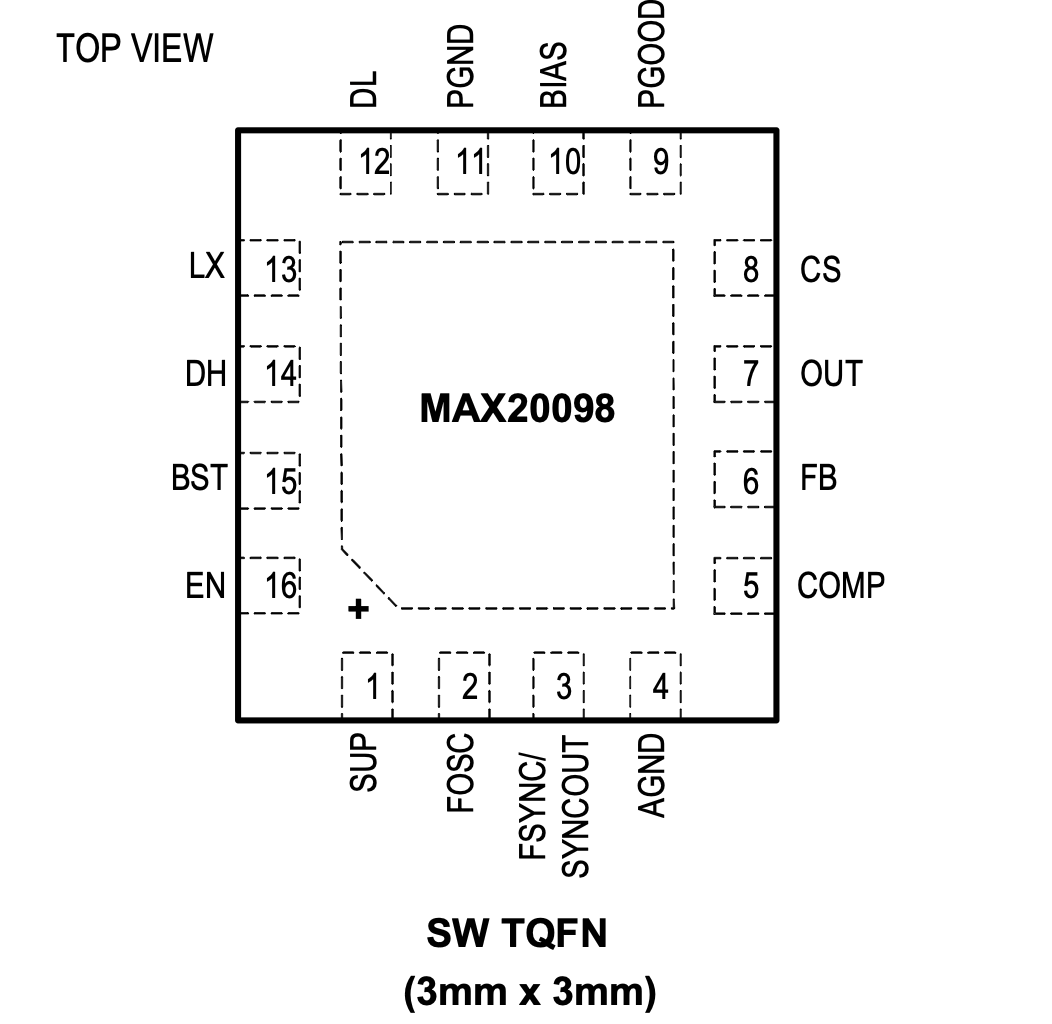 TOP VIEW
DL
PGND
BIAS
PGOOD
12
11
10
9
LX
13
8
CS
DH
14
7
OUT
MAX20098
BST
15
6
FB
EN
16
5
COMP
+
1
2
3
4
SUP
FOSC
FSYNC/
SYNCOUT
AGND
SW TQFN
(3mm x 3mm)